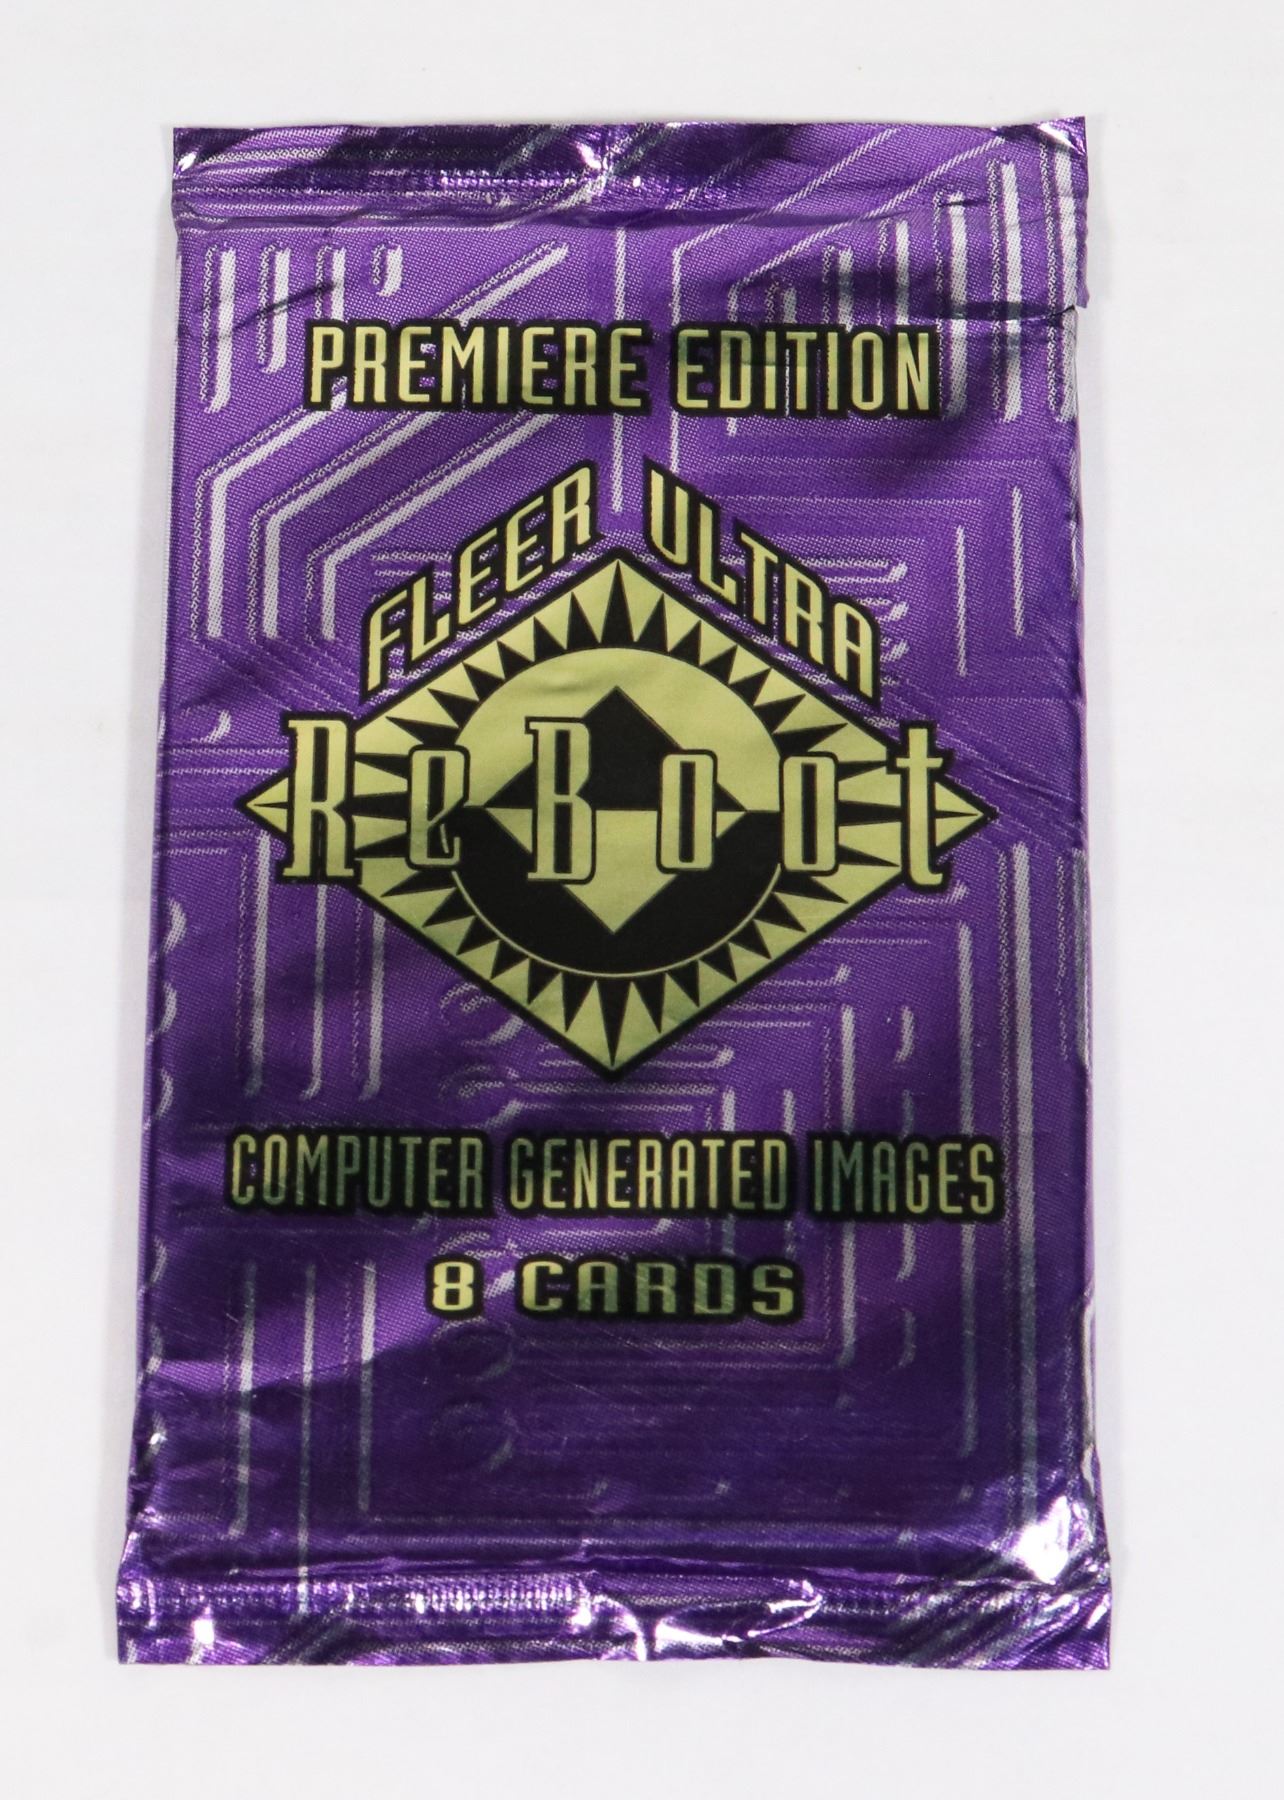 PREMIERE EDITION
FLEER ULTRA
ReBoot
COMPUTER GENERATED IMAGES
8 CARDS